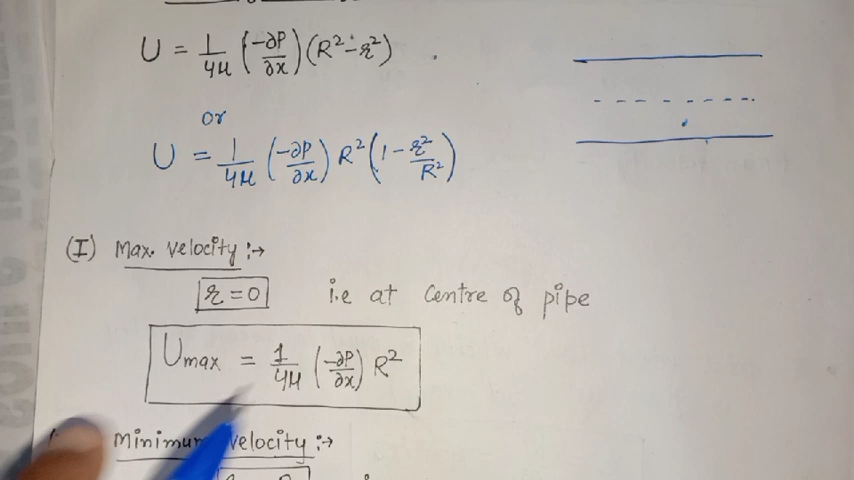 U = 1/4μ (-∂P/∂x) (R² - r²)
or
U = 1/4μ (-∂P/∂x) R² (1 - r²/R²)
(I) Max. velocity :→
r = 0 i.e at centre of pipe
Umax = 1/4μ (-∂P/∂x) R²
Minimum velocity :→